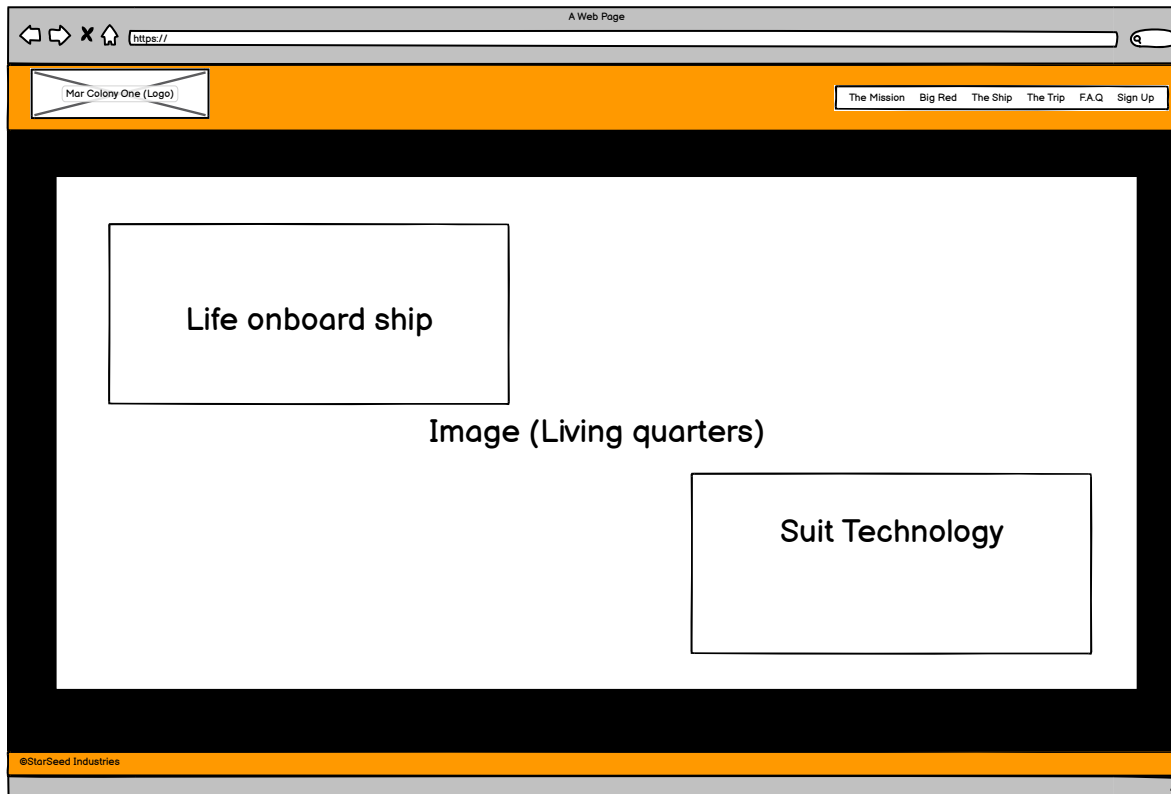 A Web Page
https://
Mar Colony One (Logo)
The Mission Big Red The Ship The Trip F.A.Q Sign Up
Life onboard ship
Image (Living quarters)
Suit Technology
©StarSeed Industries